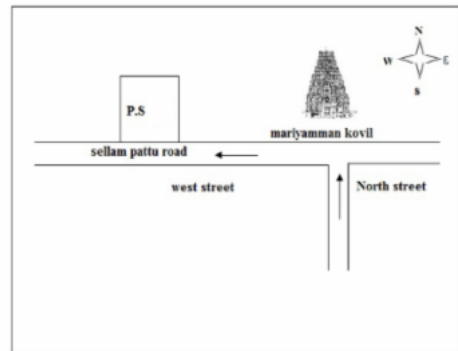 N
W E
S
P.S
mariyamman kovil
sellam pattu road
west street
North street